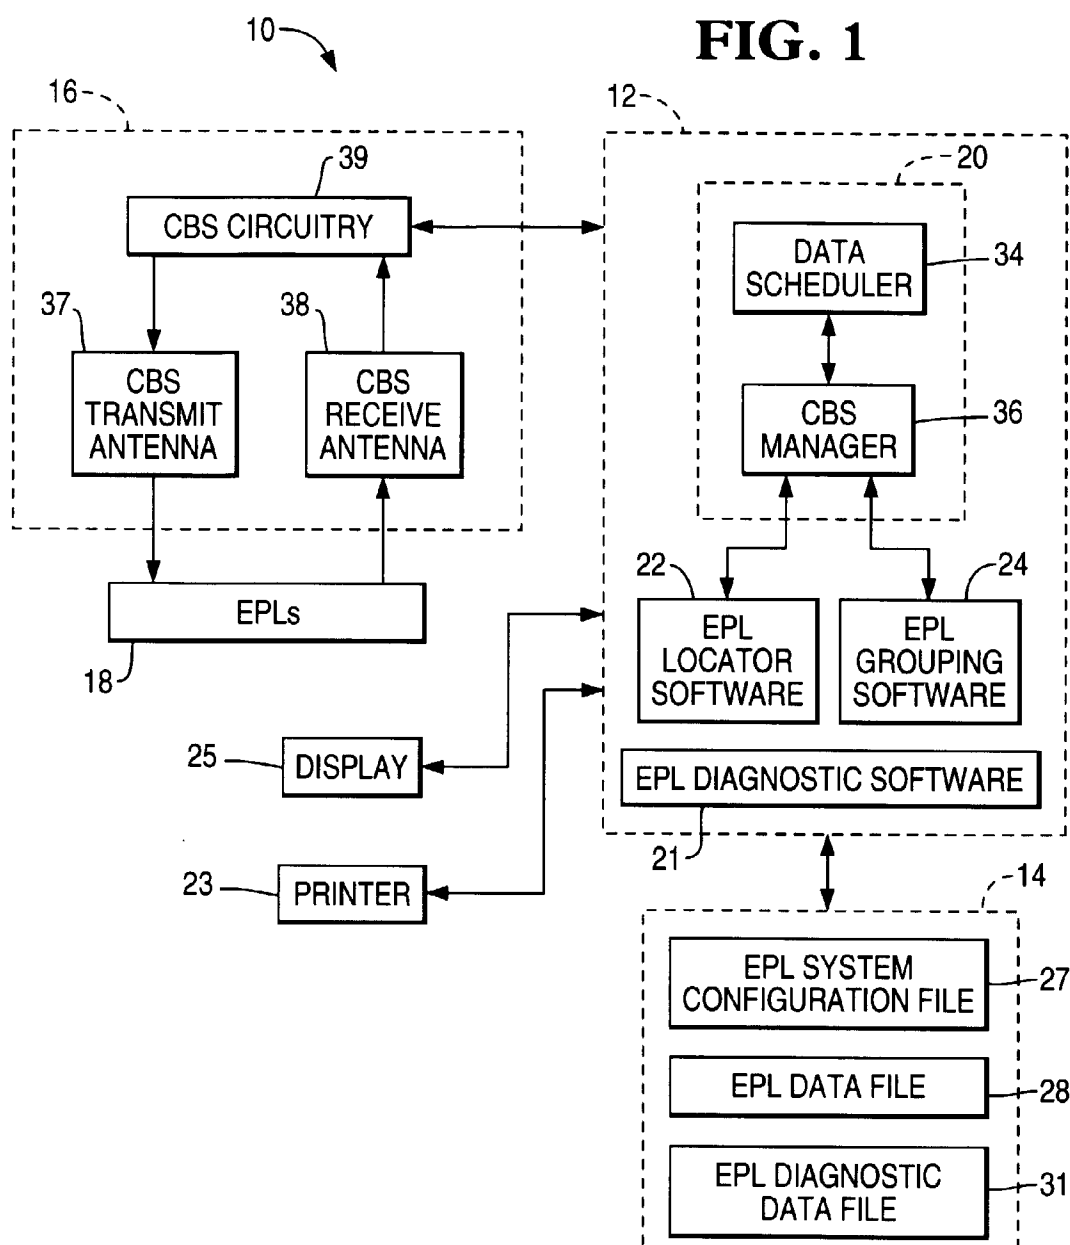 FIG. 1
10
16
12
39
20
CBS CIRCUITRY
DATA
SCHEDULER
34
37
38
CBS
TRANSMIT
ANTENNA
CBS
RECEIVE
ANTENNA
CBS
MANAGER
36
22
24
EPLs
18
EPL
LOCATOR
SOFTWARE
EPL
GROUPING
SOFTWARE
25
DISPLAY
EPL DIAGNOSTIC SOFTWARE
21
23
PRINTER
14
EPL SYSTEM
CONFIGURATION FILE
27
EPL DATA FILE
28
EPL DIAGNOSTIC
DATA FILE
31